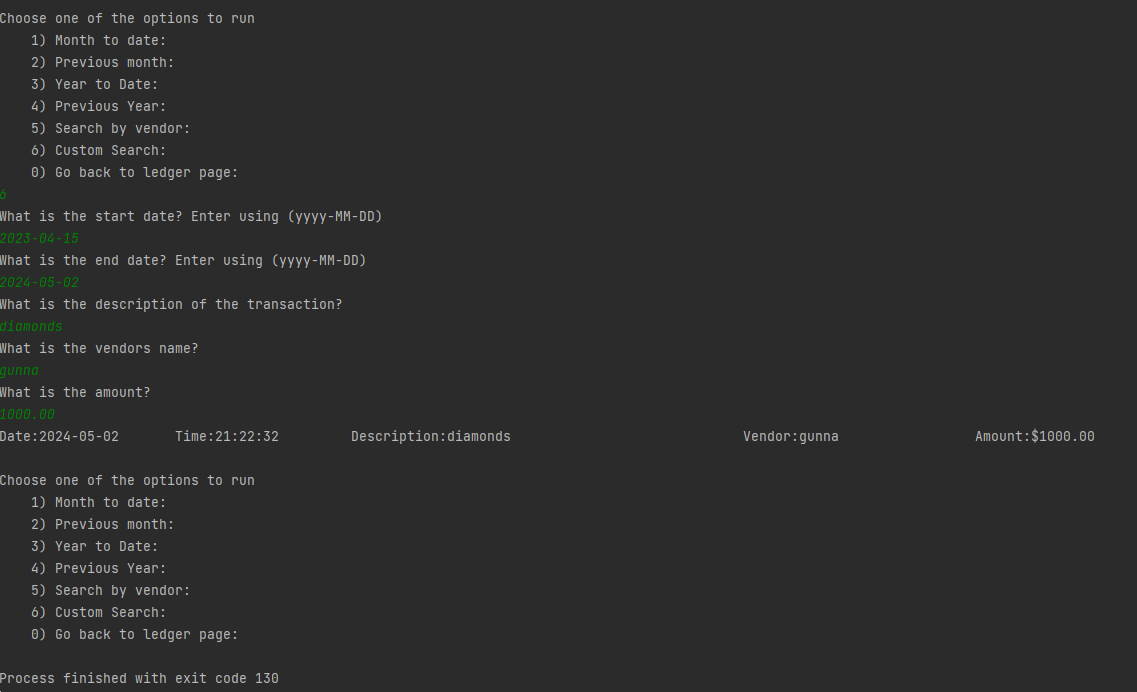 Choose one of the options to run
    1) Month to date:
    2) Previous month:
    3) Year to Date:
    4) Previous Year:
    5) Search by vendor:
    6) Custom Search:
    0) Go back to ledger page:
6
What is the start date? Enter using (yyyy-MM-DD)
2023-04-15
What is the end date? Enter using (yyyy-MM-DD)
2024-05-02
What is the description of the transaction?
diamonds
What is the vendors name?
gunna
What is the amount?
1000.00
Date:2024-05-02       Time:21:22:32         Description:diamonds                             Vendor:gunna                 Amount:$1000.00

Choose one of the options to run
    1) Month to date:
    2) Previous month:
    3) Year to Date:
    4) Previous Year:
    5) Search by vendor:
    6) Custom Search:
    0) Go back to ledger page:

Process finished with exit code 130